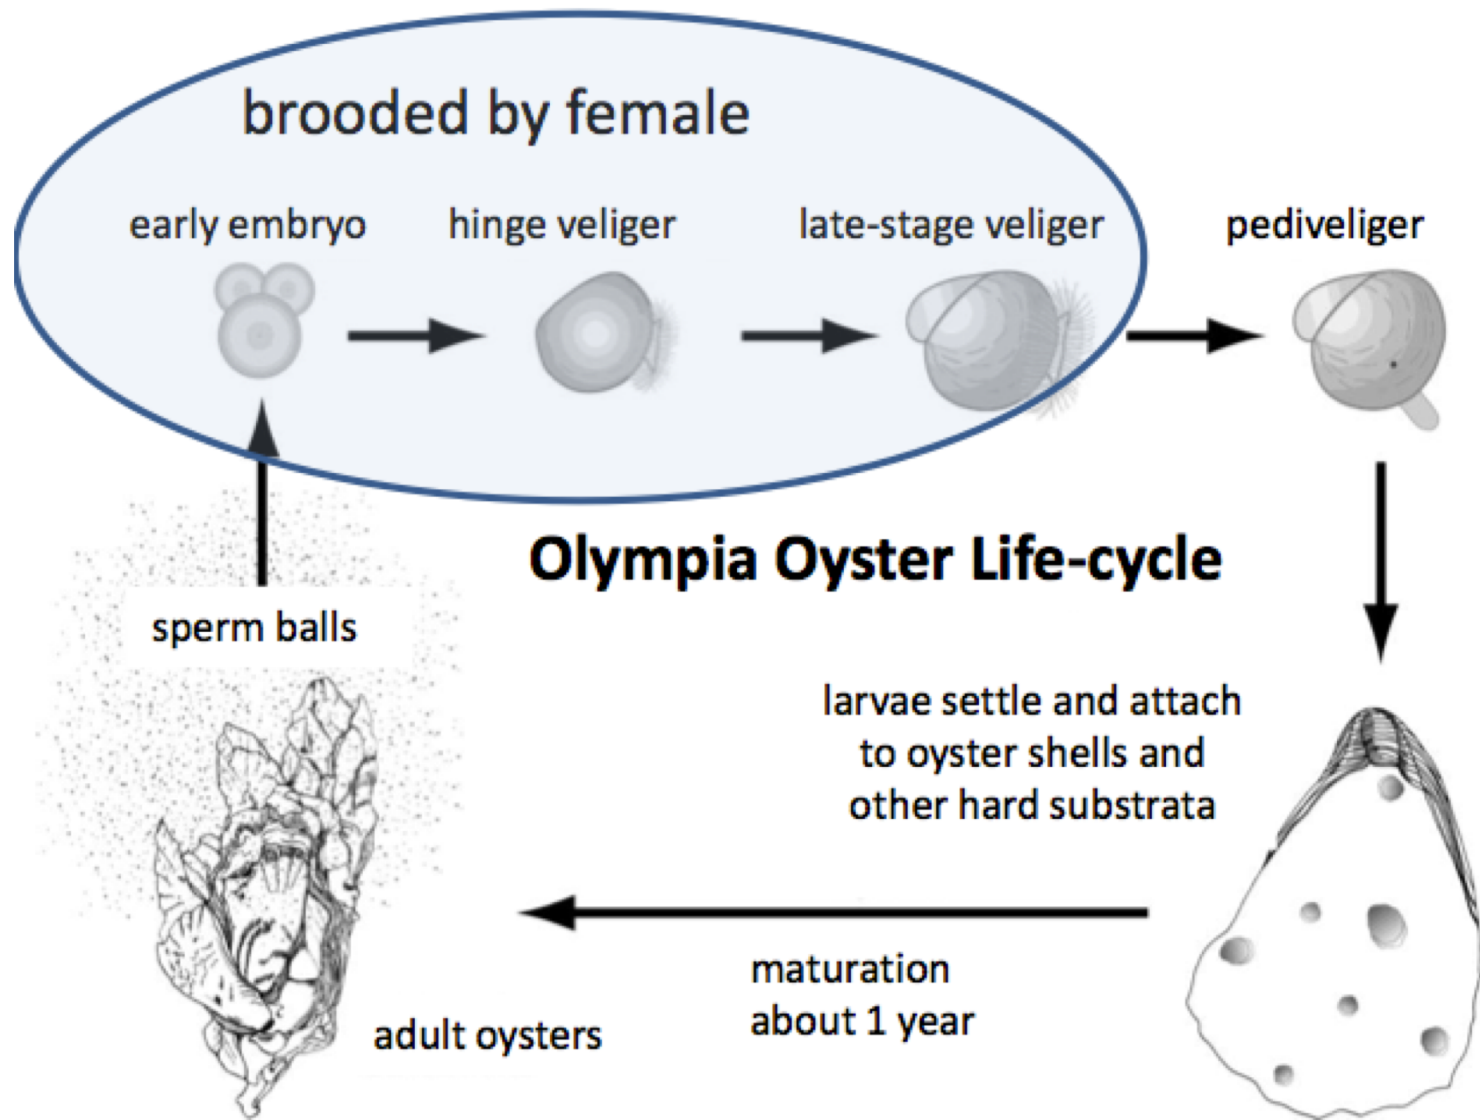 brooded by female
early embryo
hinge veliger
late-stage veliger
pediveliger
Olympia Oyster Life-cycle
sperm balls
larvae settle and attach
to oyster shells and
other hard substrata
maturation
about 1 year
adult oysters